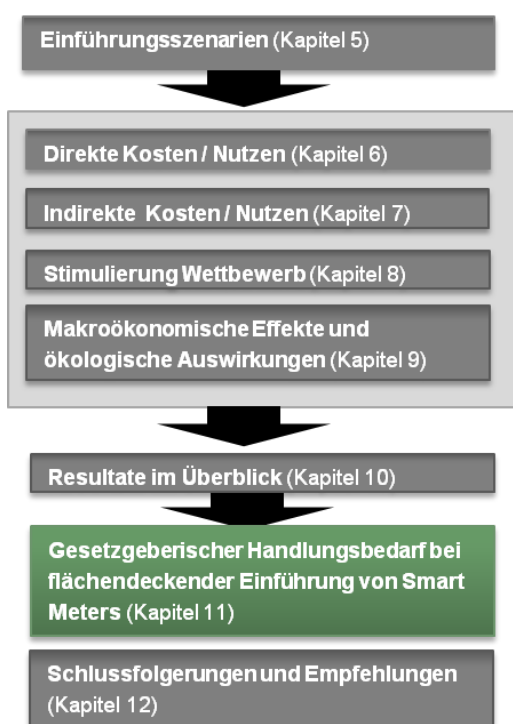 Einführungsszenarien (Kapitel 5)
Direkte Kosten / Nutzen (Kapitel 6)
Indirekte Kosten / Nutzen (Kapitel 7)
Stimulierung Wettbewerb (Kapitel 8)
Makroökonomische Effekte und
ökologische Auswirkungen (Kapitel 9)
Resultate im Überblick (Kapitel 10)
Gesetzgeberischer Handlungsbedarf bei
flächendeckender Einführung von Smart
Meters (Kapitel 11)
Schlussfolgerungen und Empfehlungen
(Kapitel 12)